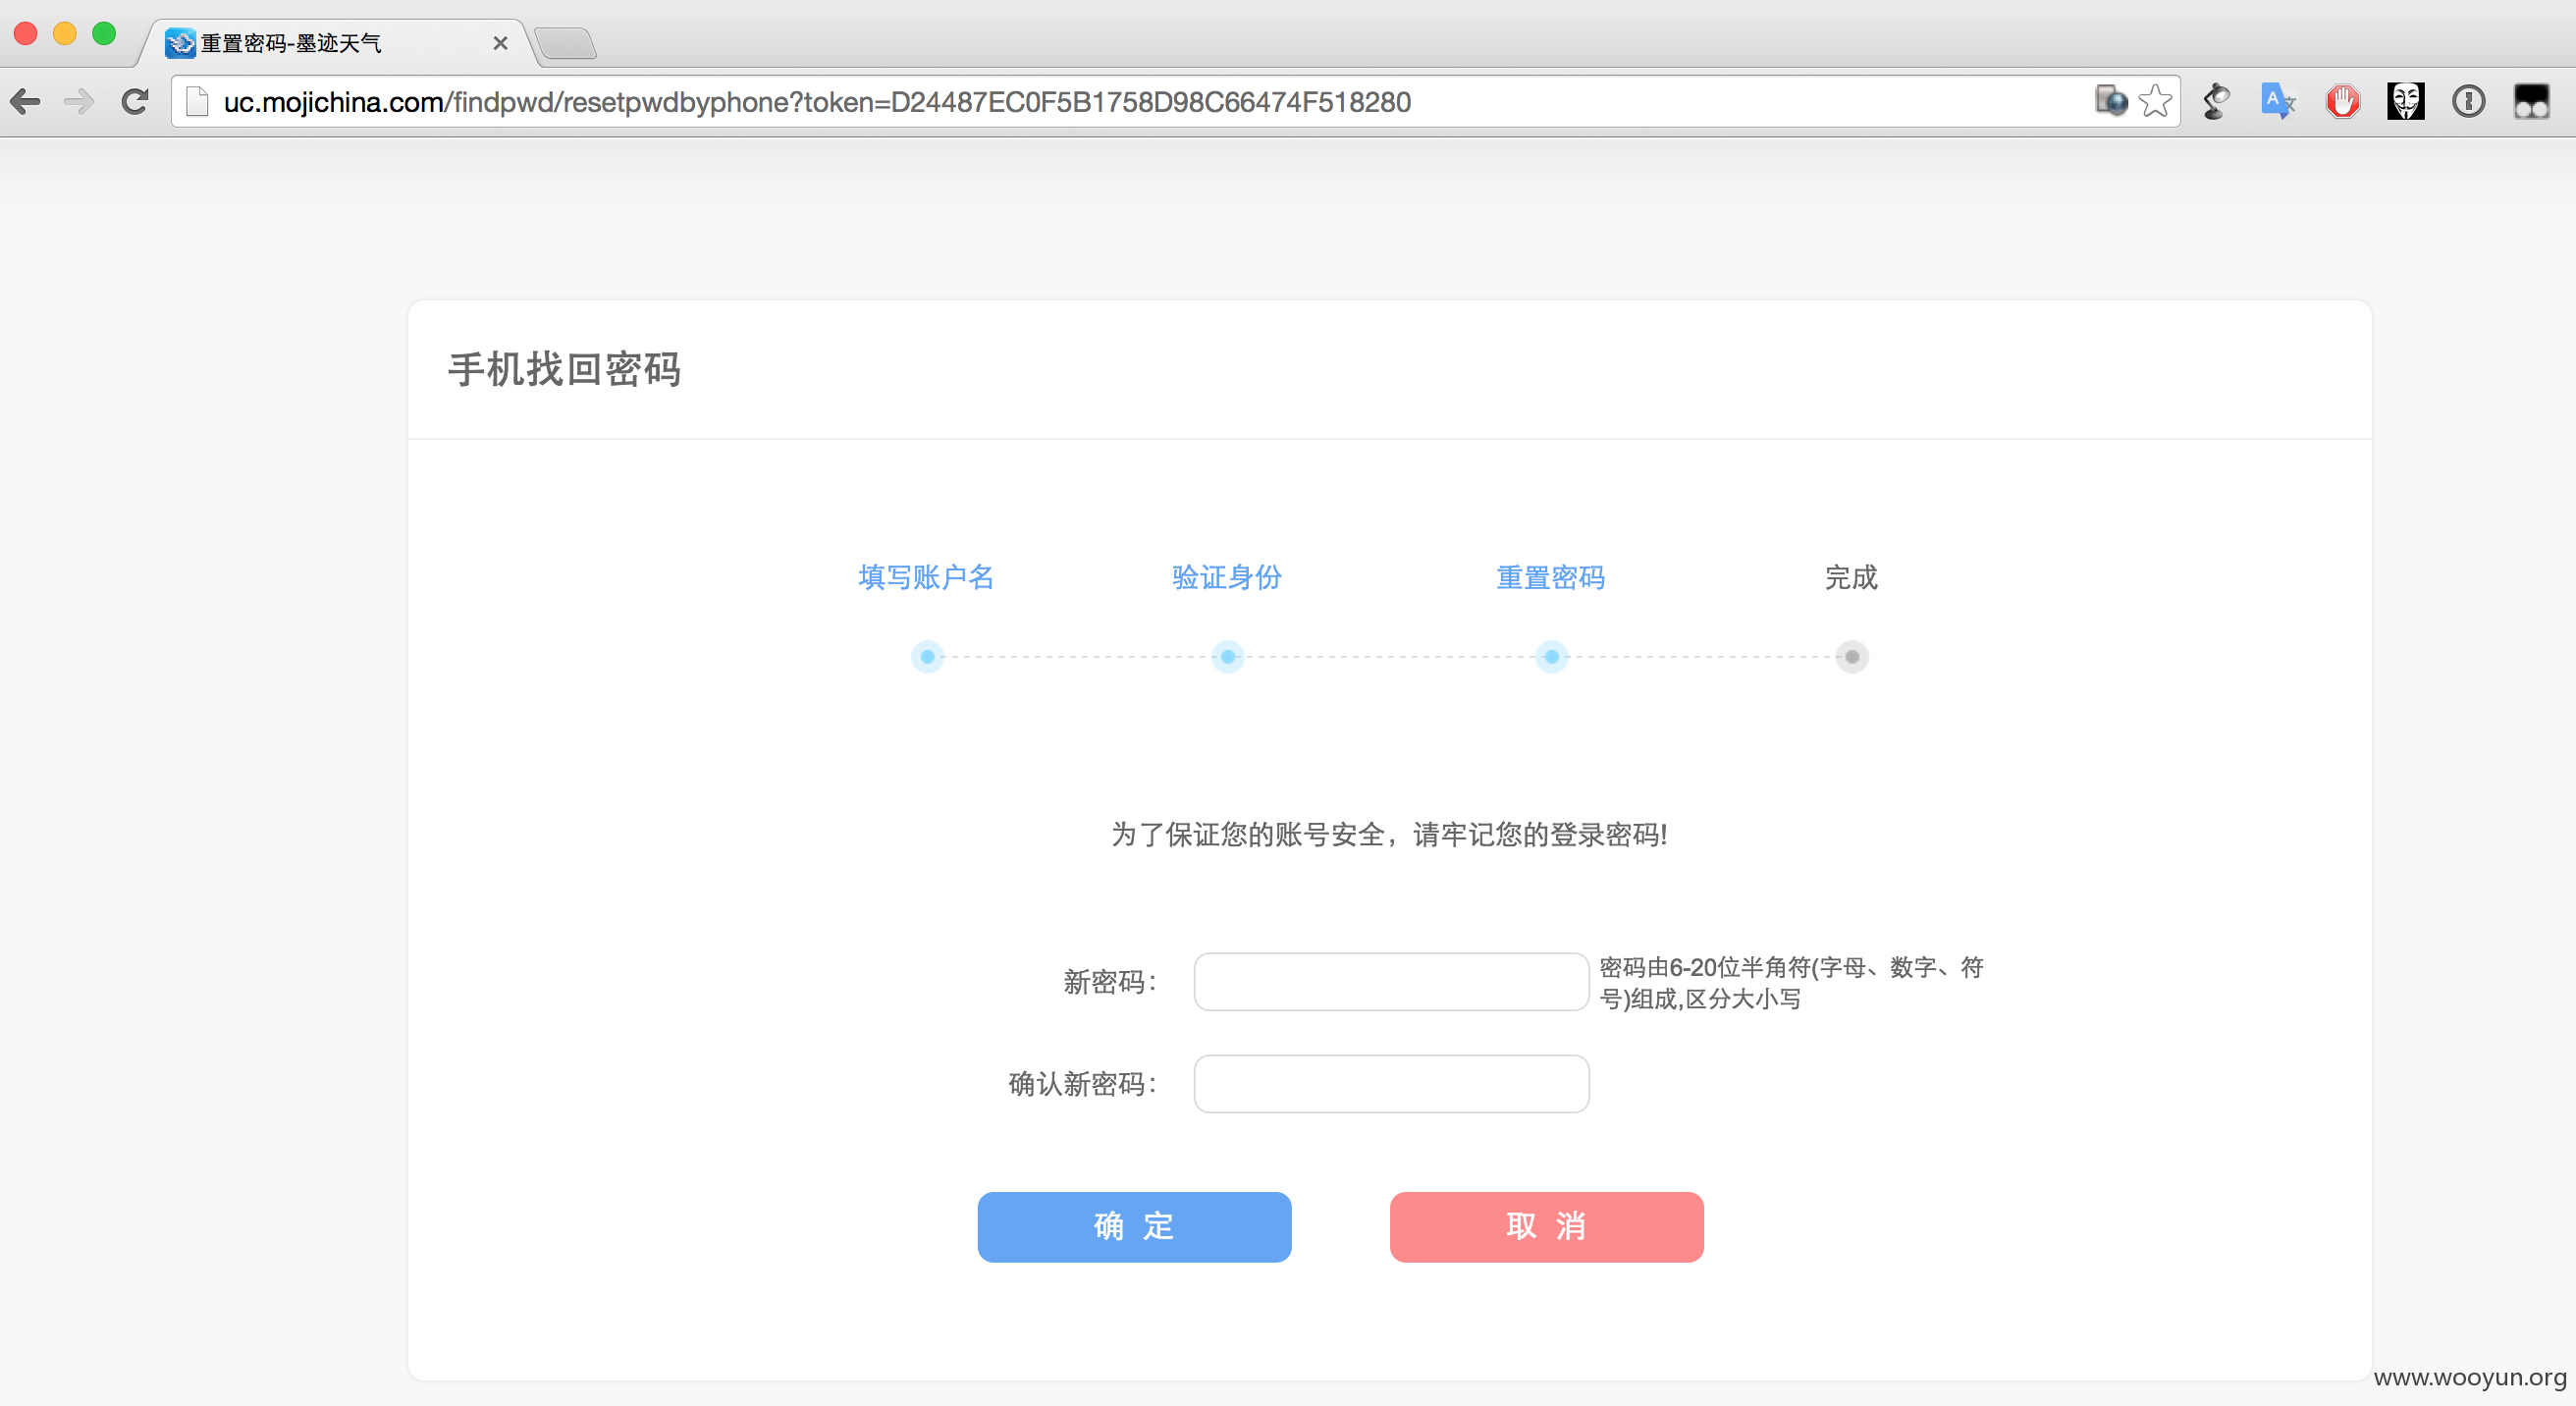 重置密码-墨迹天气
uc.mojichina.com/findpwd/resetpwdbyphone?token=D24487EC0F5B1758D98C66474F518280
手机找回密码
填写账户名 验证身份 重置密码 完成
为了保证您的账号安全，请牢记您的登录密码!
新密码： 密码由6-20位半角符(字母、数字、符
号)组成,区分大小写
确认新密码：
确 定 取 消
www.wooyun.org